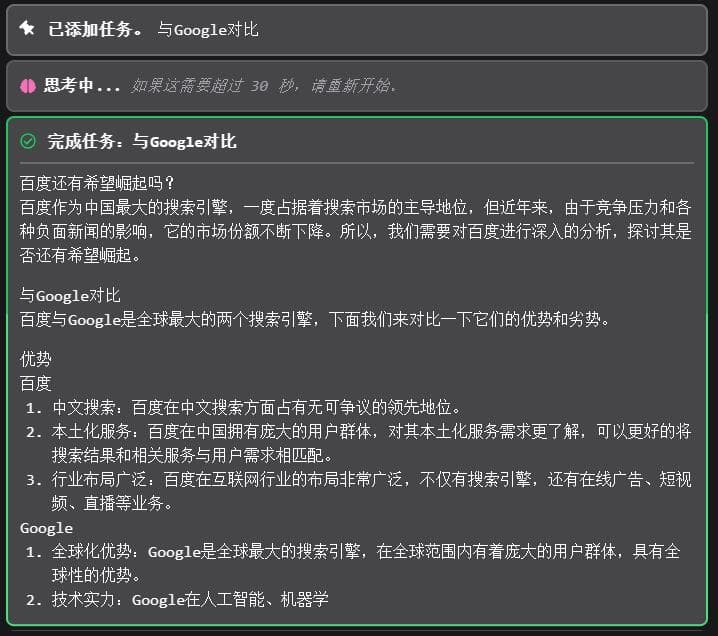 已添加任务。 与Google对比
思考中... 如果这需要超过 30 秒，请重新开始。
完成任务：与Google对比
百度还有希望崛起吗？
百度作为中国最大的搜索引擎，一度占据着搜索市场的主导地位，但近年来，由于竞争压力和各
种负面新闻的影响，它的市场份额不断下降。所以，我们需要对百度进行深入的分析，探讨其是
否还有希望崛起。
与Google对比
百度与Google是全球最大的两个搜索引擎，下面我们来对比一下它们的优势和劣势。
优势
百度
1. 中文搜索：百度在中文搜索方面占有无可争议的领先地位。
2. 本土化服务：百度在中国拥有庞大的用户群体，对其本土化服务需求更了解，可以更好的将
搜索结果和相关服务与用户需求相匹配。
3. 行业布局广泛：百度在互联网行业的布局非常广泛，不仅有搜索引擎，还有在线广告、短视
频、直播等业务。
Google
1. 全球化优势：Google是全球最大的搜索引擎，在全球范围内有着庞大的用户群体，具有全
球性的优势。
2. 技术实力：Google在人工智能、机器学